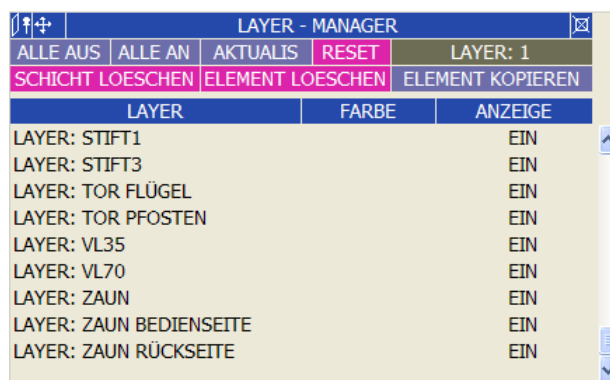 LAYER - MANAGER
ALLE AUS ALLE AN AKTUALIS RESET LAYER: 1
SCHICHT LOESCHEN ELEMENT LOESCHEN ELEMENT KOPIEREN
LAYER FARBE ANZEIGE
LAYER: STIFT1 EIN
LAYER: STIFT3 EIN
LAYER: TOR FLÜGEL EIN
LAYER: TOR PFOSTEN EIN
LAYER: VL35 EIN
LAYER: VL70 EIN
LAYER: ZAUN EIN
LAYER: ZAUN BEDIENSEITE EIN
LAYER: ZAUN RÜCKSEITE EIN